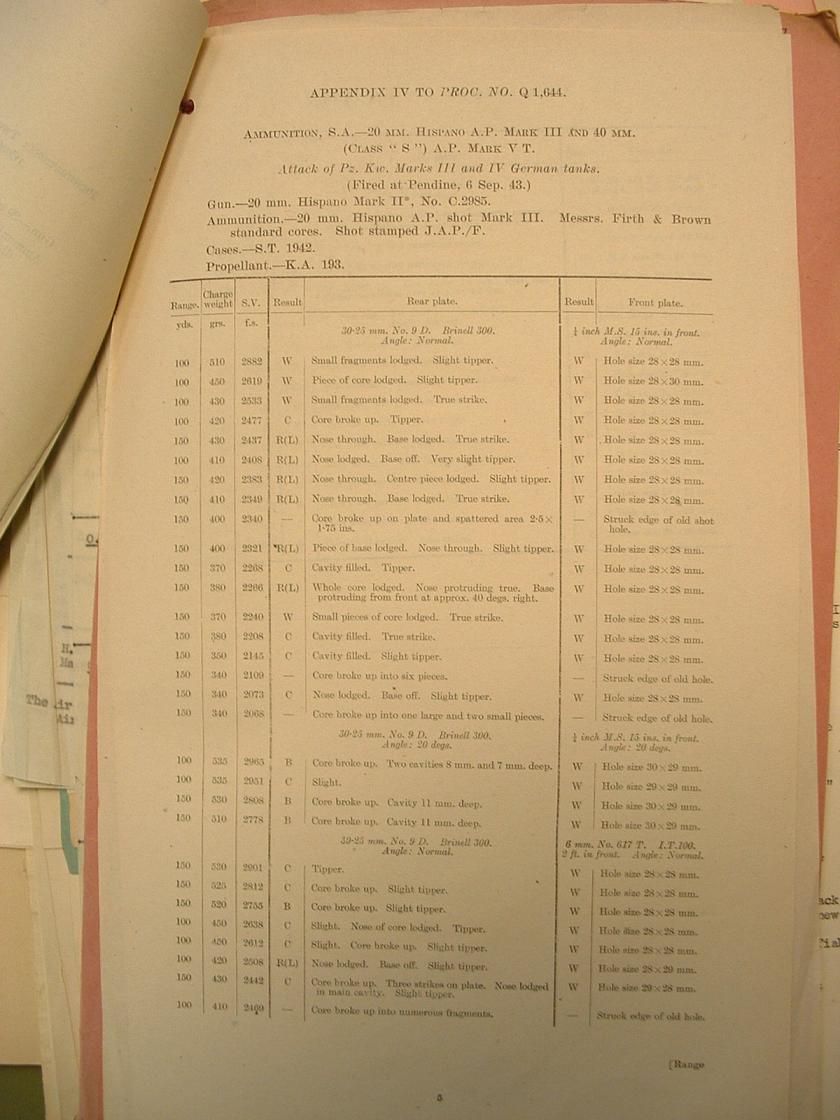 APPENDIX IV TO PROC. NO. Q 1,644.
AMMUNITION, S.A.—20 MM. HISPANO A.P. MARK III AND 40 MM.
(CLASS “ S ”) A.P. MARK V T.
Attack of Pz. Kw. Marks III and IV German tanks.
(Fired at Pendine, 6 Sep. 43.)
Gun.—20 mm. Hispano Mark II*, No. C.2985.
Ammunition.—20 mm. Hispano A.P. shot Mark III. Messrs. Firth & Brown
standard cores. Shot stamped J.A.P./F.
Cases.—S.T. 1942.
Propellant.—K.A. 193.
Range. Charge weight S.V. Result Rear plate. Result Front plate.
yds. grs. f.s. 30·25 mm. No. 9 D. Brinell 300. ¼ inch M.S. 15 ins. in front.
Angle: Normal. Angle: Normal.
100 510 2882 W Small fragments lodged. Slight tipper. W Hole size 28×28 mm.
100 450 2619 W Piece of core lodged. Slight tipper. W Hole size 28×30 mm.
100 430 2533 W Small fragments lodged. True strike. W Hole size 28×28 mm.
100 420 2477 C Core broke up. Tipper. W Hole size 28×28 mm.
150 430 2437 R(L) Nose through. Base lodged. True strike. W Hole size 28×28 mm.
100 410 2408 R(L) Nose lodged. Base off. Very slight tipper. W Hole size 28×28 mm.
150 420 2383 R(L) Nose through. Centre piece lodged. Slight tipper. W Hole size 28×28 mm.
150 410 2349 R(L) Nose through. Base lodged. True strike. W Hole size 28×28 mm.
150 400 2340 — Core broke up on plate and spattered area 2·5× — Struck edge of old shot
1·75 ins. hole.
150 400 2321 R(L) Piece of base lodged. Nose through. Slight tipper. W Hole size 28×28 mm.
150 370 2268 C Cavity filled. Tipper. W Hole size 28×28 mm.
150 380 2266 R(L) Whole core lodged. Nose protruding true. Base W Hole size 28×28 mm.
protruding from front at approx. 40 degs. right.
150 370 2240 W Small pieces of core lodged. True strike. W Hole size 28×28 mm.
150 380 2208 C Cavity filled. True strike. W Hole size 28×28 mm.
150 350 2145 C Cavity filled. Slight tipper. W Hole size 28×28 mm.
150 340 2109 — Core broke up into six pieces. — Struck edge of old hole.
150 340 2073 C Nose lodged. Base off. Slight tipper. W Hole size 28×28 mm.
150 340 2068 — Core broke up into one large and two small pieces. — Struck edge of old hole.
30·25 mm. No. 9 D. Brinell 300. ¼ inch M.S. 15 ins. in front.
Angle: 20 degs. Angle: 20 degs.
100 535 2965 B Core broke up. Two cavities 8 mm. and 7 mm. deep. W Hole size 30×29 mm.
100 535 2951 C Slight. W Hole size 29×29 mm.
150 530 2808 B Core broke up. Cavity 11 mm. deep. W Hole size 30×29 mm.
150 510 2778 B Core broke up. Cavity 11 mm. deep. W Hole size 30×29 mm.
30·25 mm. No. 9 D. Brinell 300. 6 mm. No. 617 T. I.T.100.
Angle: Normal. 2 ft. in front. Angle: Normal.
150 530 2901 C Tipper. W Hole size 28×28 mm.
150 525 2812 C Core broke up. Slight tipper. W Hole size 28×28 mm.
150 520 2755 B Core broke up. Slight tipper. W Hole size 28×28 mm.
100 450 2638 C Slight. Nose of core lodged. Tipper. W Hole size 28×28 mm.
100 450 2612 C Slight. Core broke up. Slight tipper. W Hole size 28×28 mm.
100 420 2508 R(L) Nose lodged. Base off. Slight tipper. W Hole size 28×29 mm.
150 430 2442 C Core broke up. Three strikes on plate. Nose lodged W Hole size 29×28 mm.
in main cavity. Slight tipper.
100 410 — Core broke up into numerous fragments. — Struck edge of old hole.
[Range
The